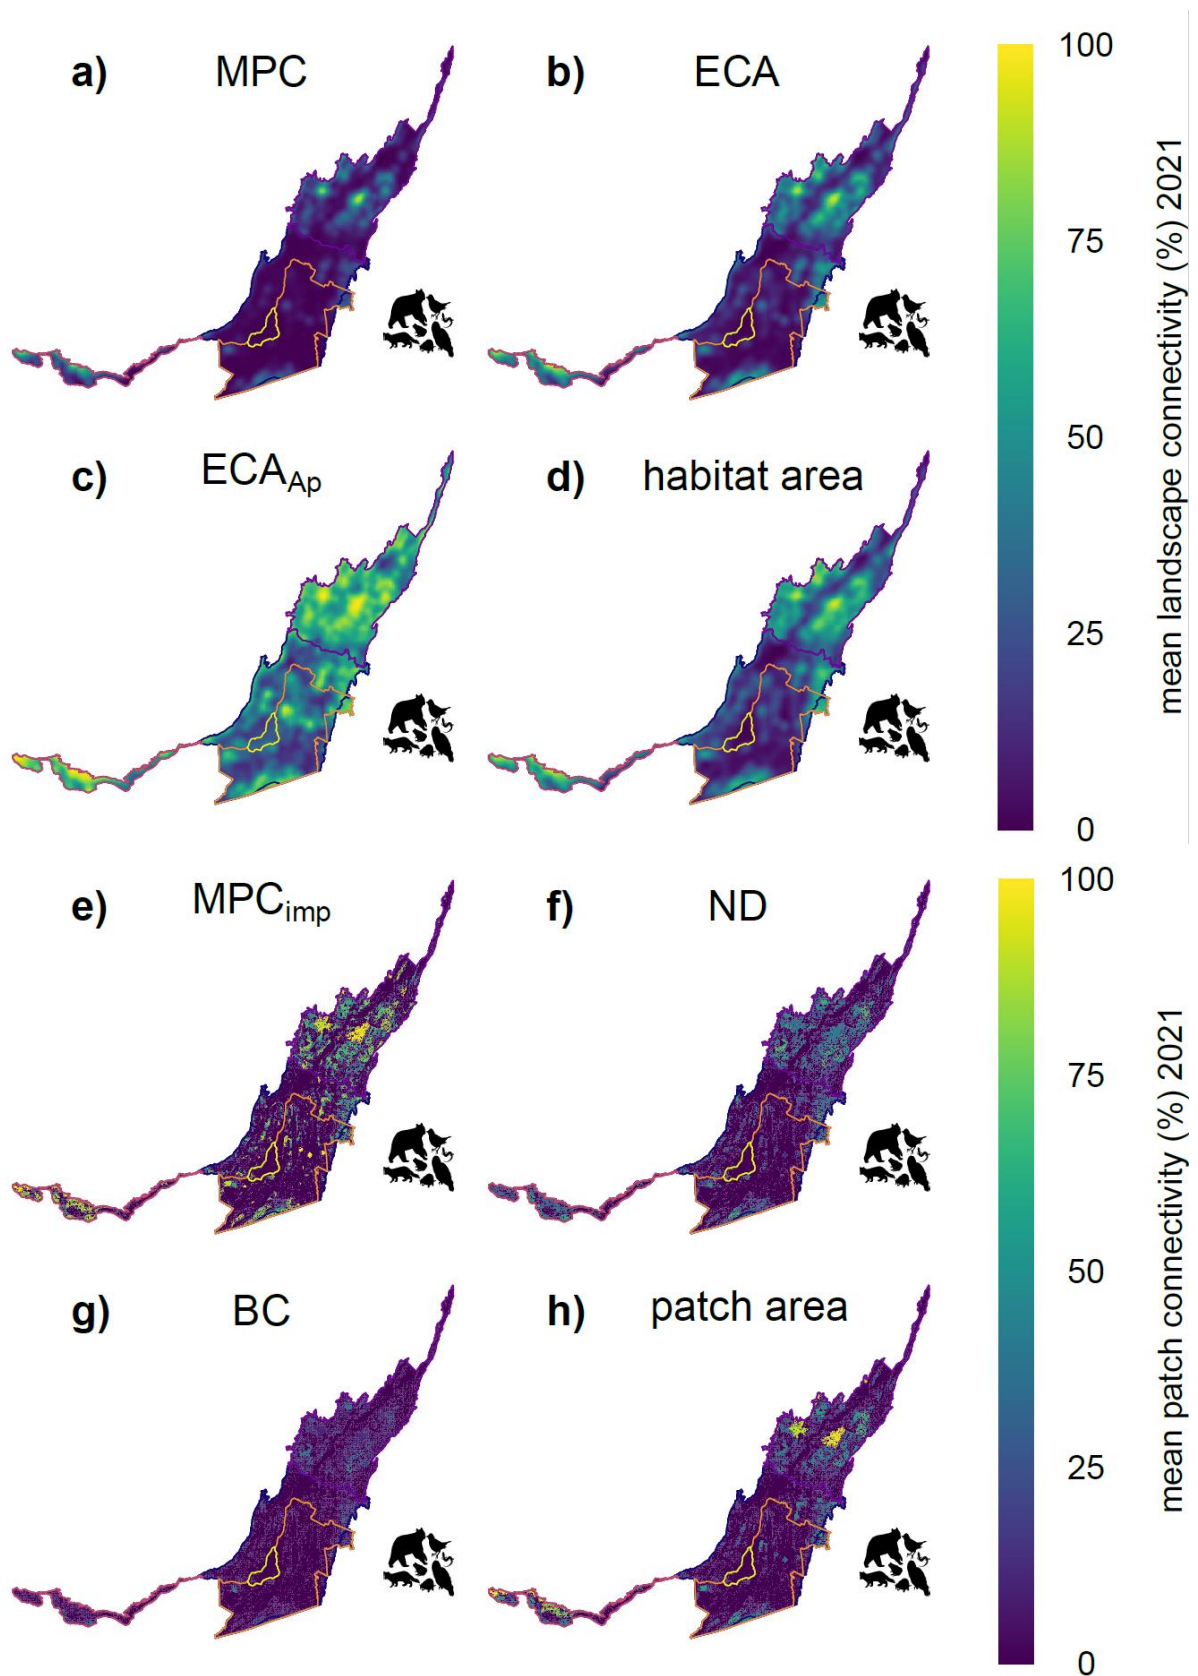 a) MPC
b) ECA
c) ECAAp
d) habitat area
100
75
50
25
0
mean landscape connectivity (%) 2021
e) MPCimp
f) ND
g) BC
h) patch area
100
75
50
25
0
mean patch connectivity (%) 2021